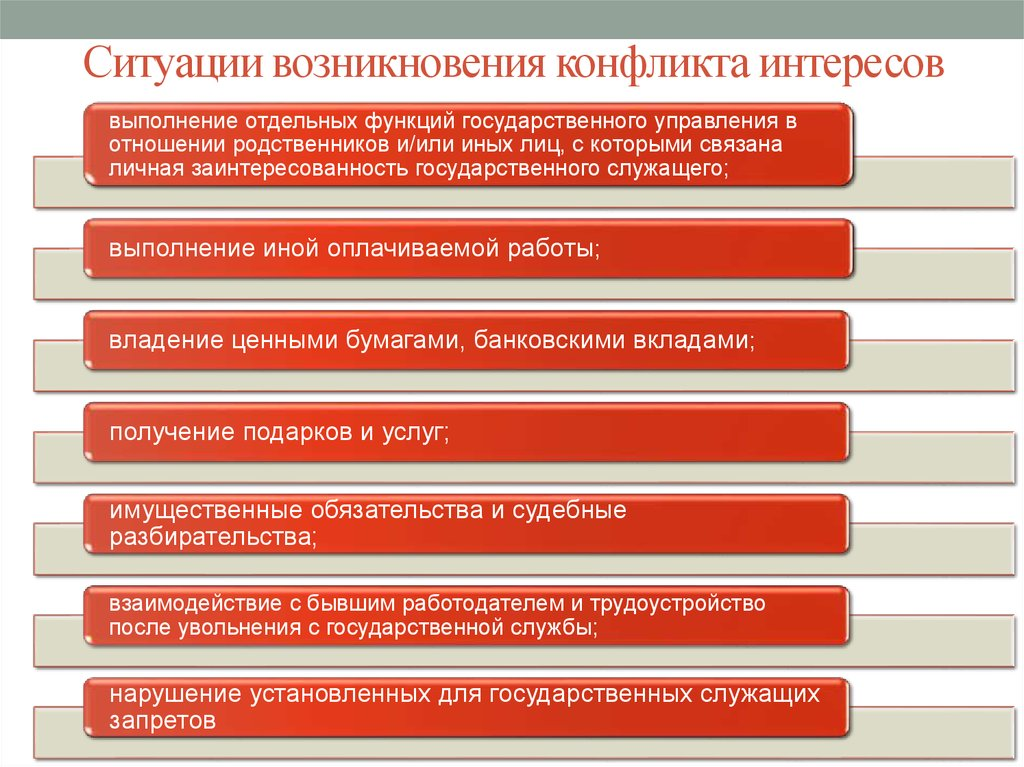 Ситуации возникновения конфликта интересов
выполнение отдельных функций государственного управления в
отношении родственников и/или иных лиц, с которыми связана
личная заинтересованность государственного служащего;
выполнение иной оплачиваемой работы;
владение ценными бумагами, банковскими вкладами;
получение подарков и услуг;
имущественные обязательства и судебные
разбирательства;
взаимодействие с бывшим работодателем и трудоустройство
после увольнения с государственной службы;
нарушение установленных для государственных служащих
запретов